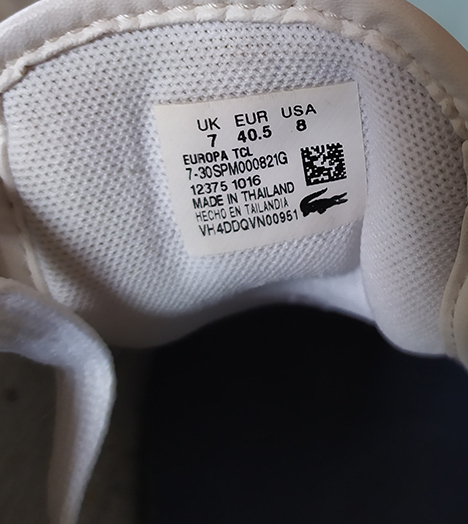 UK EUR USA
7 40.5 8
EUROPA TCL
7-30SPM000821G
12375 1016
MADE IN THAILAND
HECHO EN TAILANDIA
VH4DDQVN00951